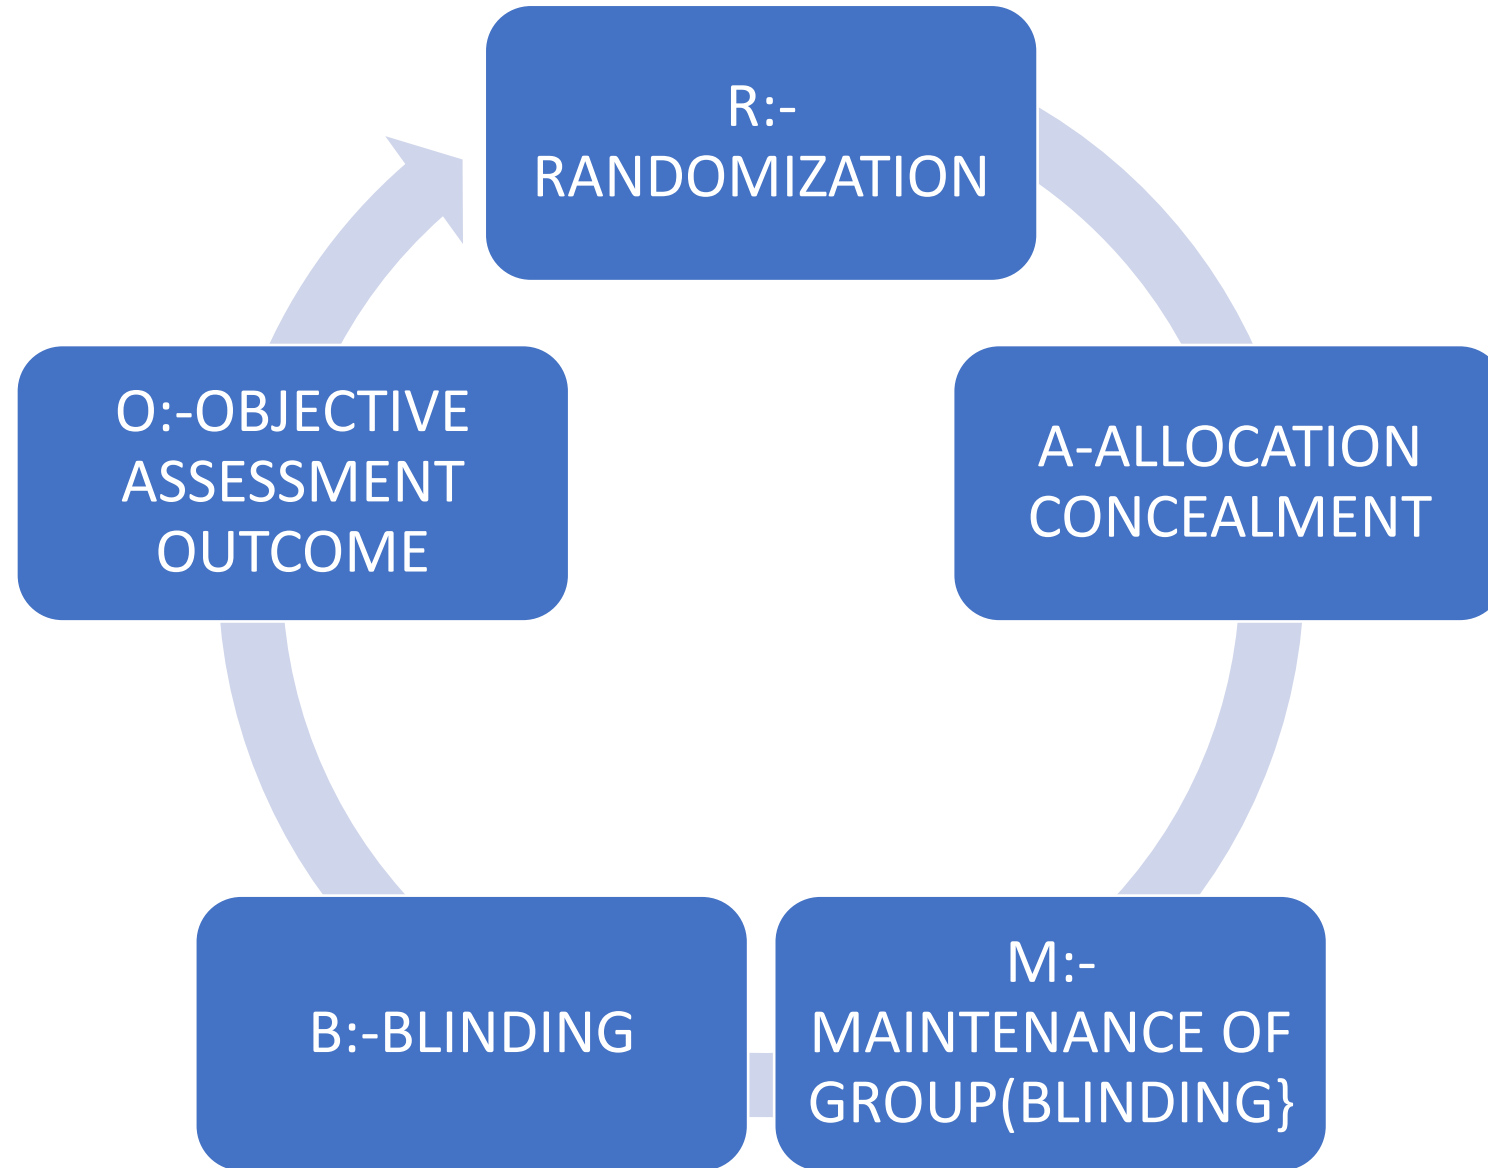 R:-
RANDOMIZATION
A-ALLOCATION
CONCEALMENT
M:-
MAINTENANCE OF
GROUP(BLINDING}
B:-BLINDING
O:-OBJECTIVE
ASSESSMENT
OUTCOME